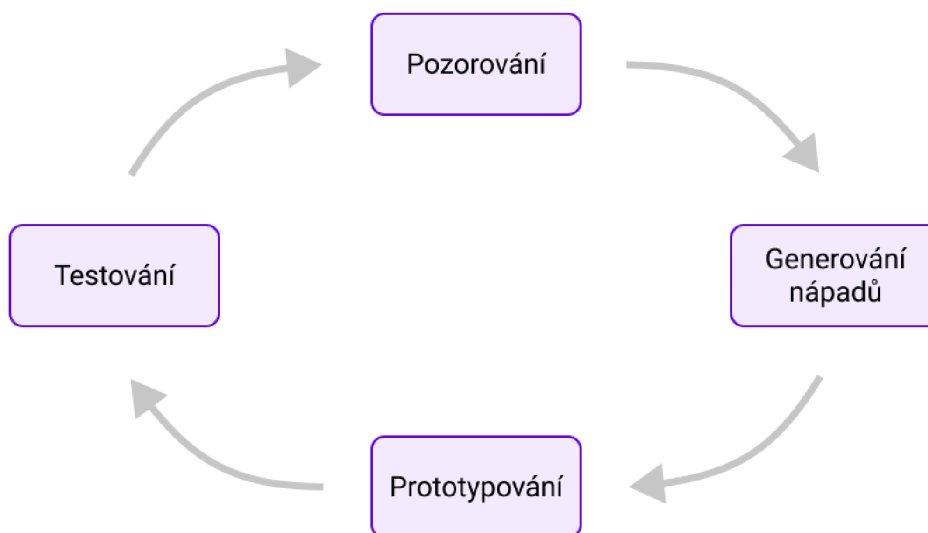 Pozorování
Testování
Generování
nápadů
Prototypování